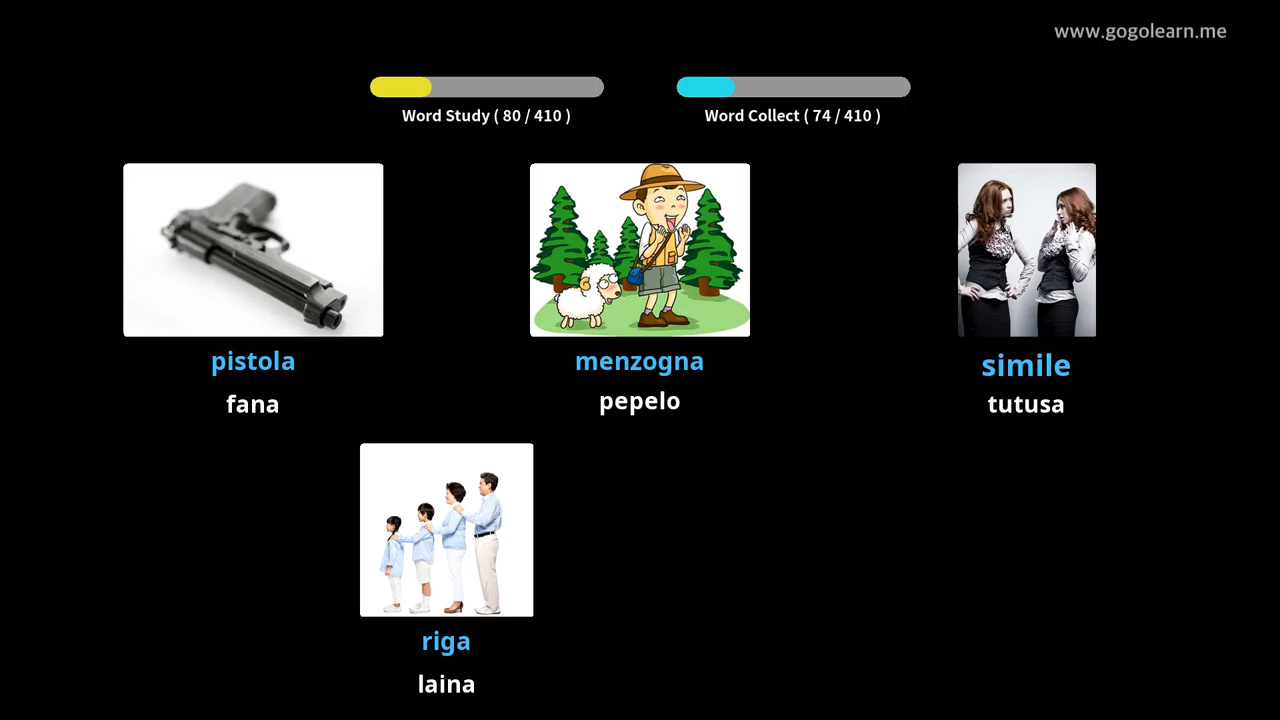 www.gogolearn.me
Word Study ( 80 / 410 )
Word Collect ( 74 / 410 )
pistola
menzogna
simile
fana
pepelo
tutusa
riga
laina